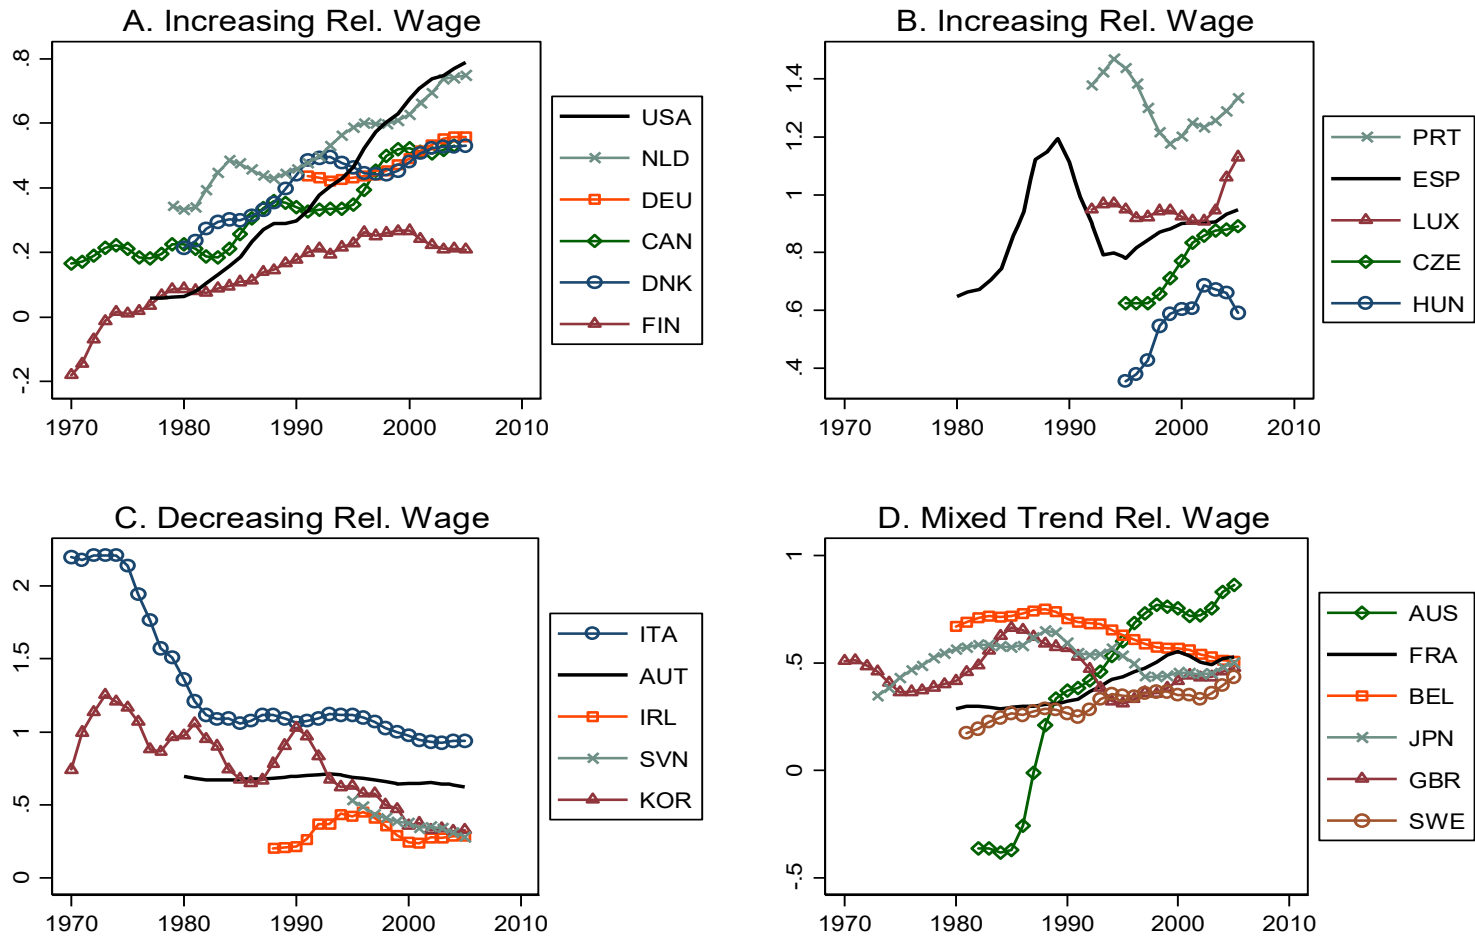 A. Increasing Rel. Wage
.8
.6
.4
.2
0
-.2
1970 1980 1990 2000 2010
USA
NLD
DEU
CAN
DNK
FIN
B. Increasing Rel. Wage
1.4
1.2
1
.8
.6
.4
1970 1980 1990 2000 2010
PRT
ESP
LUX
CZE
HUN
C. Decreasing Rel. Wage
2
1.5
1
.5
0
1970 1980 1990 2000 2010
ITA
AUT
IRL
SVN
KOR
D. Mixed Trend Rel. Wage
1
.5
0
-.5
1970 1980 1990 2000 2010
AUS
FRA
BEL
JPN
GBR
SWE